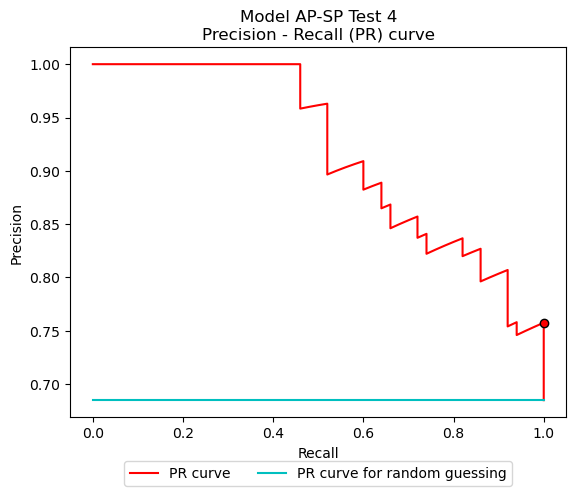 Model AP-SP Test 4
Precision - Recall (PR) curve
Precision
1.00
0.95
0.90
0.85
0.80
0.75
0.70
0.0 0.2 0.4 0.6 0.8 1.0
Recall
PR curve PR curve for random guessing